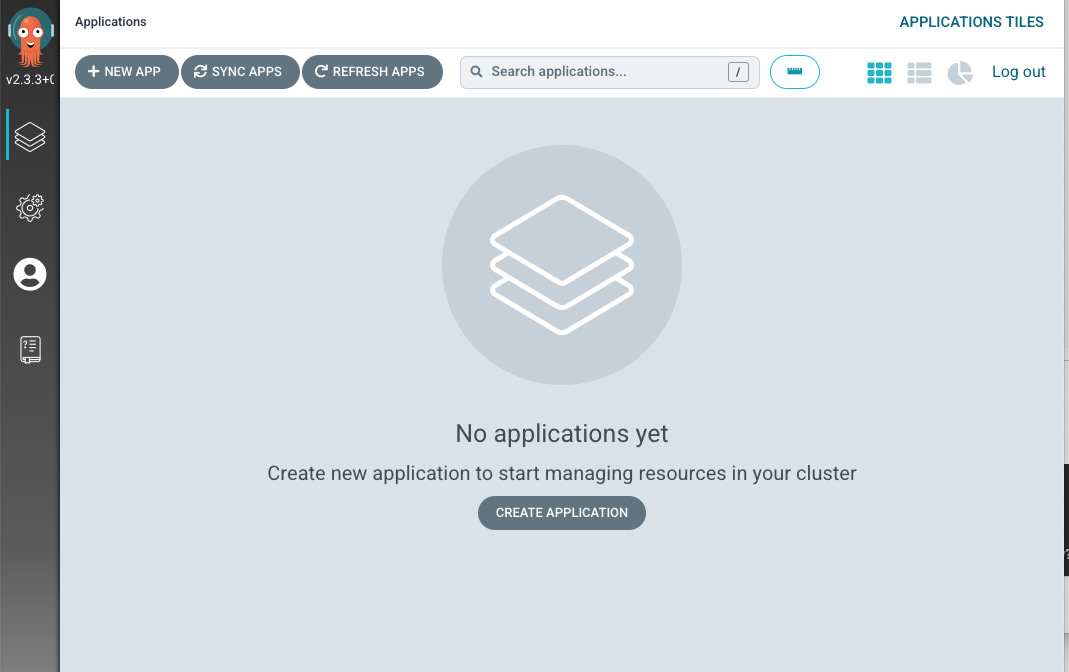 Applications
APPLICATIONS TILES
v2.3.3+
NEW APP
SYNC APPS
REFRESH APPS
Search applications...
/
Log out
No applications yet
Create new application to start managing resources in your cluster
CREATE APPLICATION